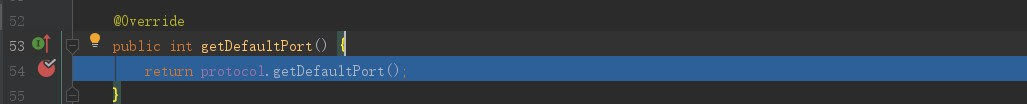 52 @Override
53 public int getDefaultPort() {
54 return protocol.getDefaultPort();
55 }